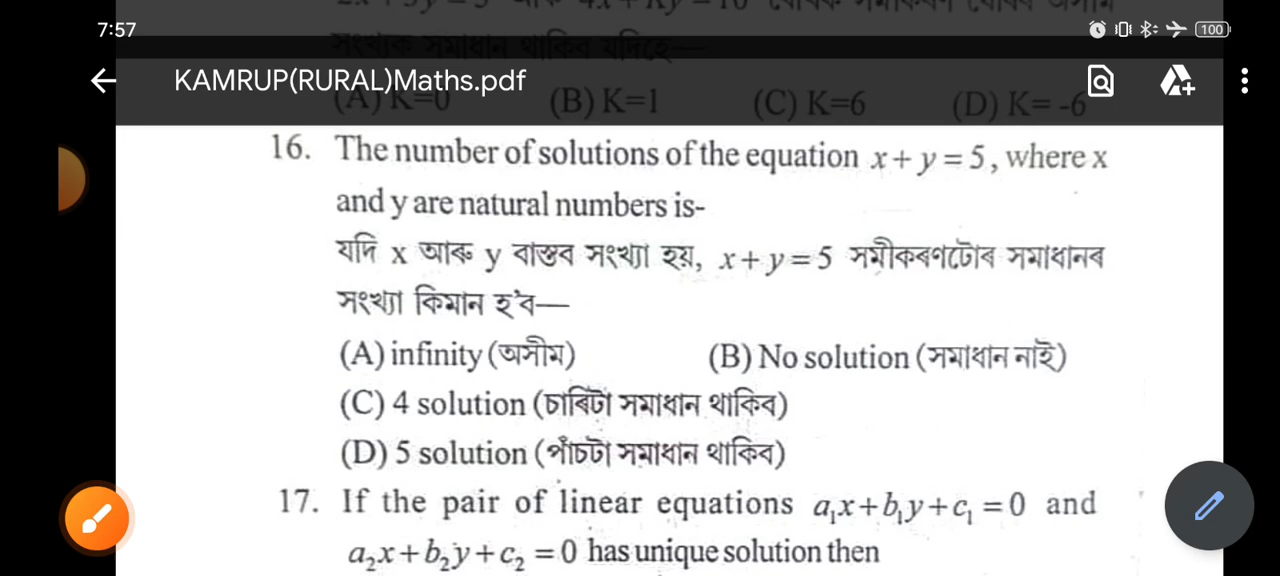 7:57
100
KAMRUP(RURAL)Maths.pdf
(A) K=0 (B) K=1 (C) K=6 (D) K= -6
16. The number of solutions of the equation x + y = 5, where x
and y are natural numbers is-
যদি x আৰু y বাস্তৱ সংখ্যা হয়, x + y = 5 সমীকৰণটোৰ সমাধানৰ
সংখ্যা কিমান হ'ব—
(A) infinity (অসীম) (B) No solution (সমাধান নাই)
(C) 4 solution (চাৰিটা সমাধান থাকিব)
(D) 5 solution (পাঁচটা সমাধান থাকিব)
17. If the pair of linear equations a₁x+b₁y+c₁ = 0 and
a₂x+b₂y+c₂ = 0 has unique solution then